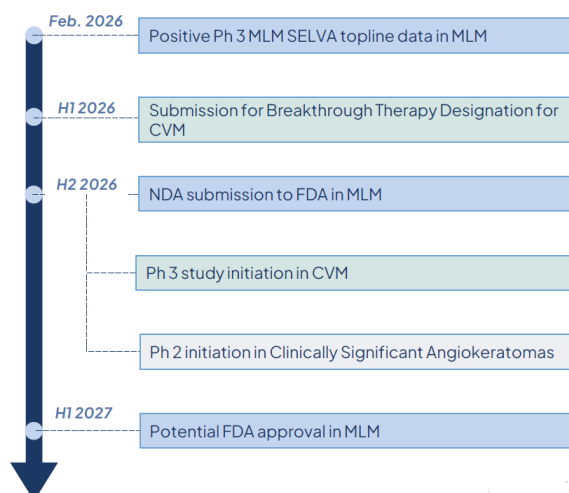 Feb. 2026
Positive Ph 3 MLM SELVA topline data in MLM
H1 2026
Submission for Breakthrough Therapy Designation for
CVM
H2 2026
NDA submission to FDA in MLM
Ph 3 study initiation in CVM
Ph 2 initiation in Clinically Significant Angiokeratomas
H1 2027
Potential FDA approval in MLM